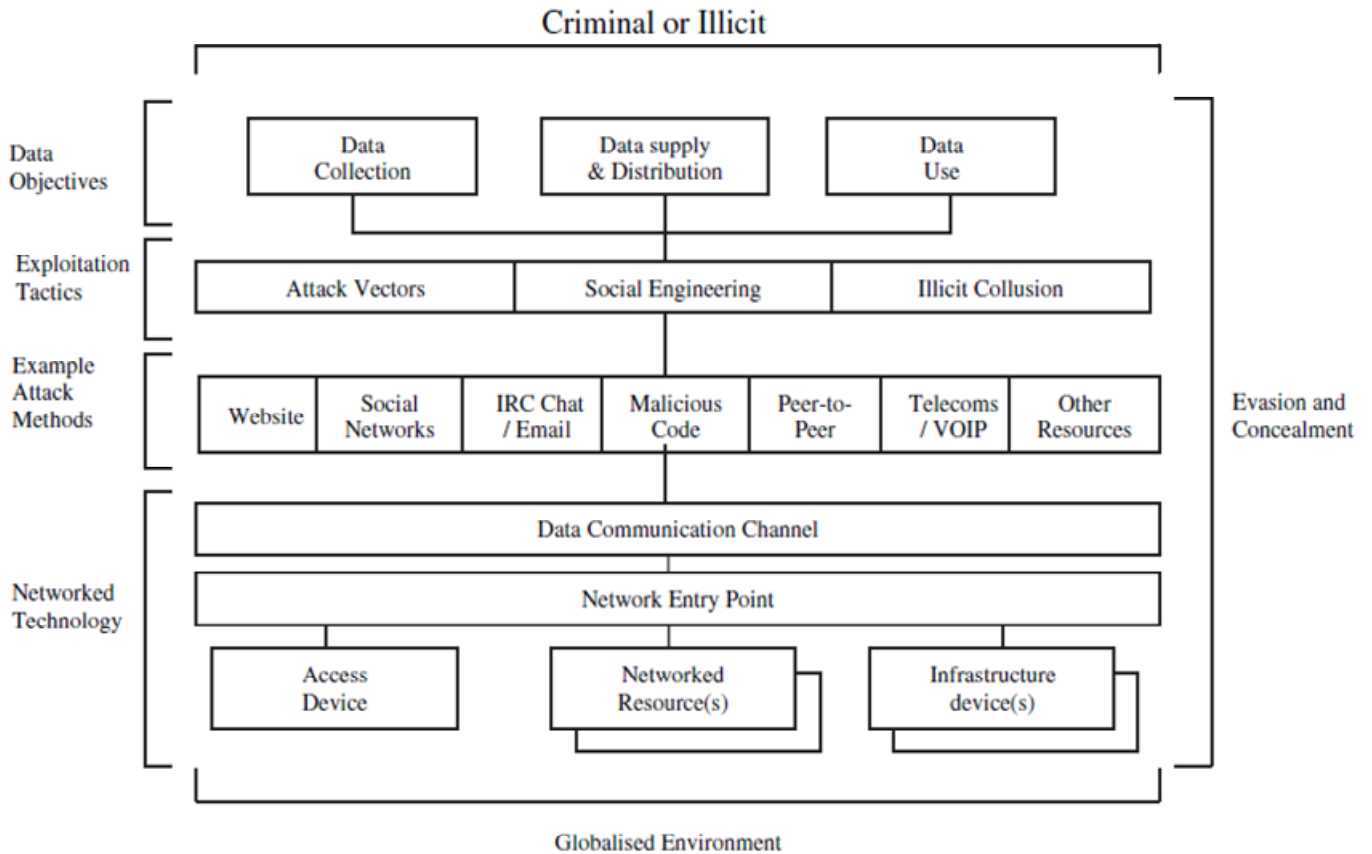 Criminal or Illicit
Data
Objectives
Data
Collection
Data supply
& Distribution
Data
Use
Exploitation
Tactics
Attack Vectors
Social Engineering
Illicit Collusion
Example
Attack
Methods
Website
Social
Networks
IRC Chat
/ Email
Malicious
Code
Peer-to-
Peer
Telecoms
/ VOIP
Other
Resources
Evasion and
Concealment
Networked
Technology
Data Communication Channel
Network Entry Point
Access
Device
Networked
Resource(s)
Infrastructure
device(s)
Globalised Environment